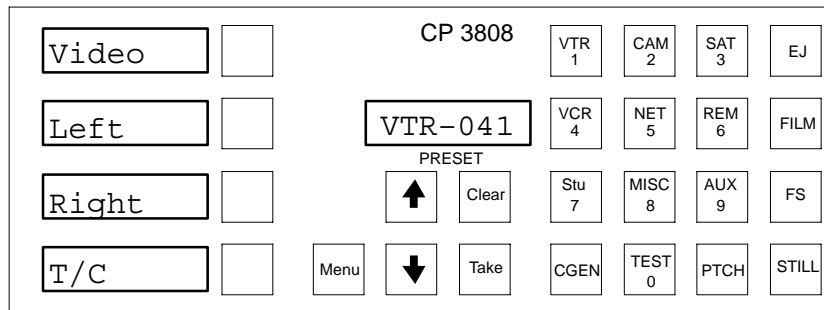 CP 3808
Video
VTR 1
CAM 2
SAT 3
EJ
Left
VTR-041
PRESET
VCR 4
NET 5
REM 6
FILM
Right
Clear
Stu 7
MISC 8
AUX 9
FS
T/C
Menu
Take
CGEN
TEST 0
PTCH
STILL